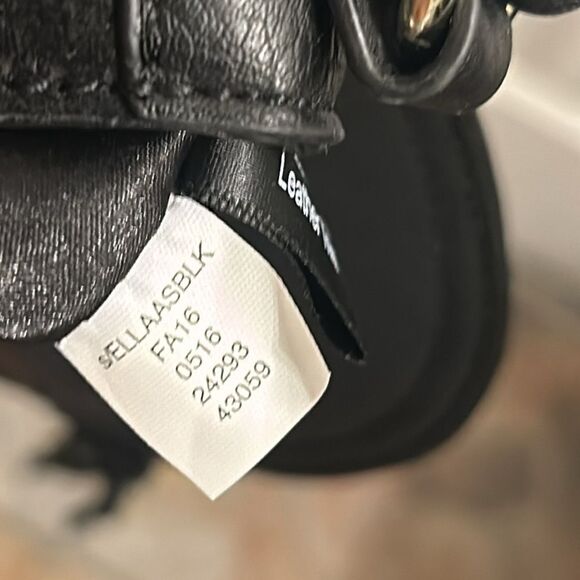 Leather
sELLAASBLK
FA16
0516
24293
43059